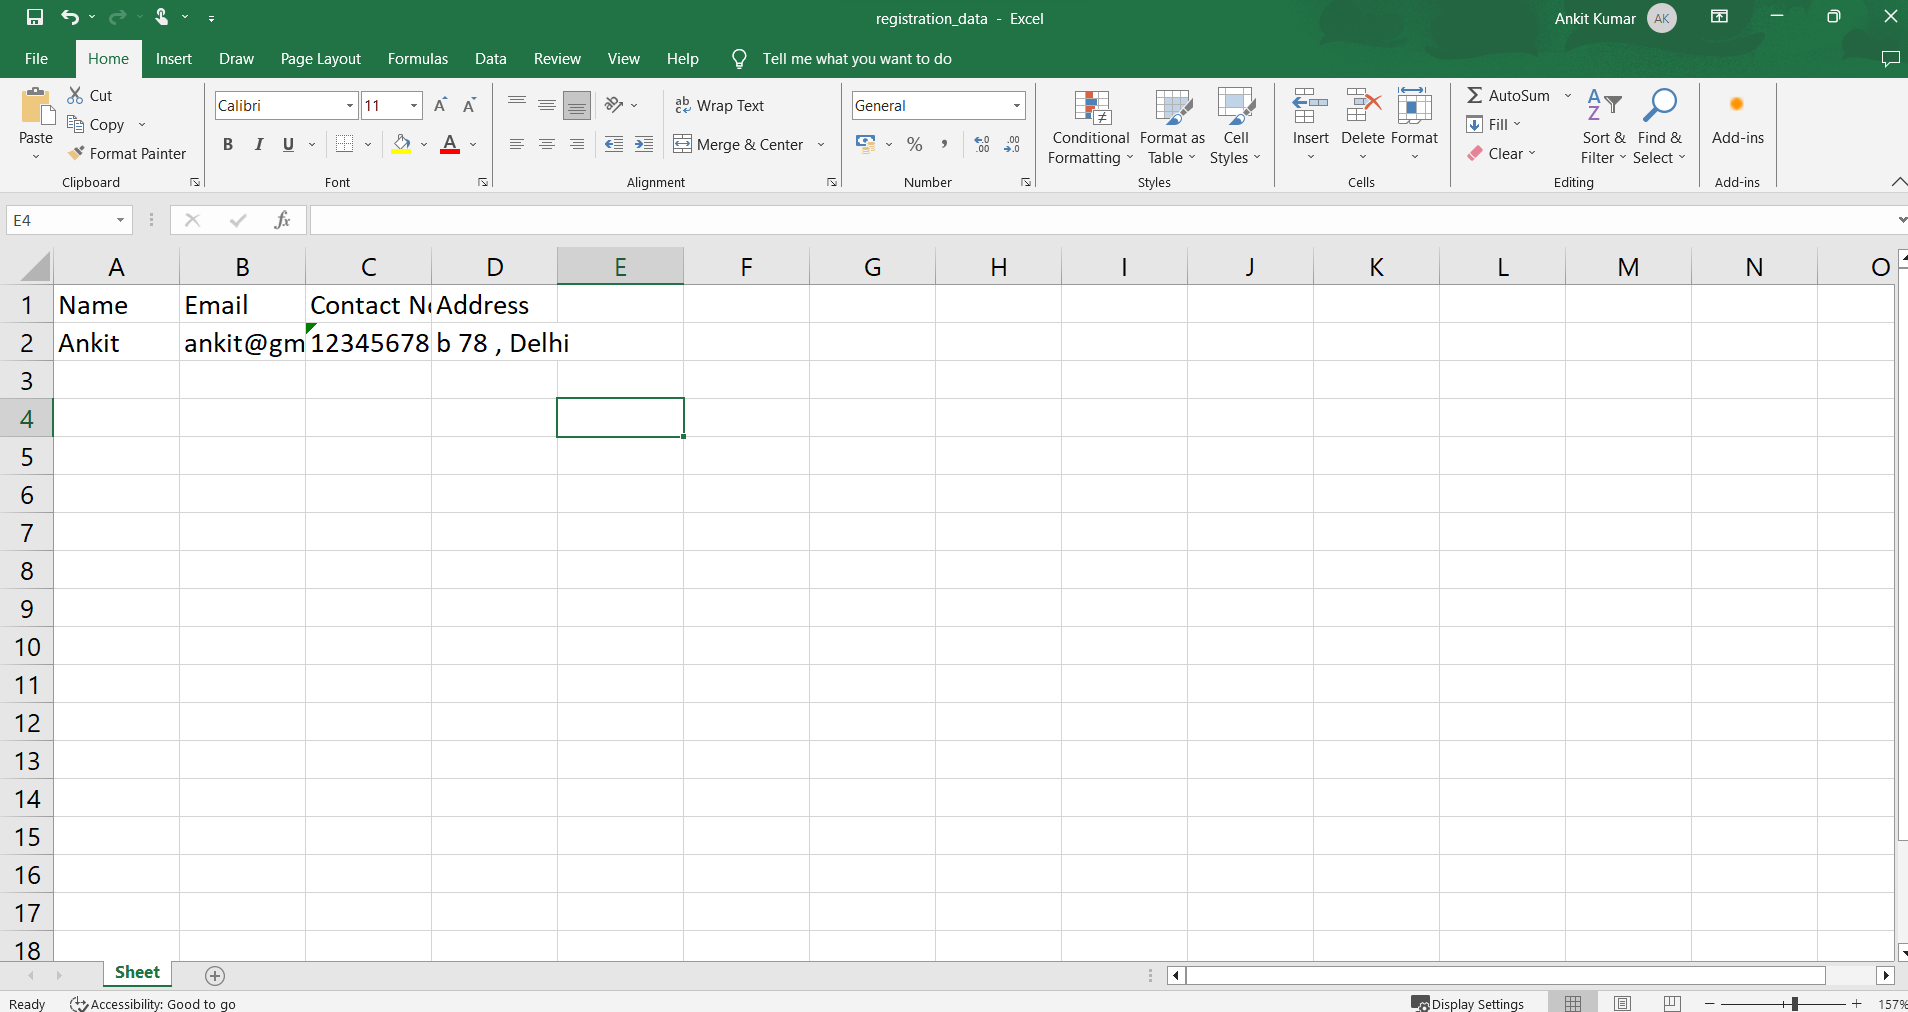 registration_data - Excel
Ankit Kumar AK
File Home Insert Draw Page Layout Formulas Data Review View Help Tell me what you want to do
Paste
Cut
Copy
Format Painter
Clipboard
Calibri 11
A A
B I U A
Font
ab Wrap Text
Merge & Center
Alignment
General
% ,
Number
Conditional Formatting
Format as Table
Cell Styles
Styles
Insert Delete Format
Cells
AutoSum
Fill
Clear
Sort & Filter
Find & Select
Editing
Add-ins
Add-ins
E4 fx
A B C D E F G H I J K L M N O
1 Name Email Contact N Address
2 Ankit ankit@gm 12345678 b 78 , Delhi
3
4
5
6
7
8
9
10
11
12
13
14
15
16
17
18
Sheet
Ready Accessibility: Good to go Display Settings 157%